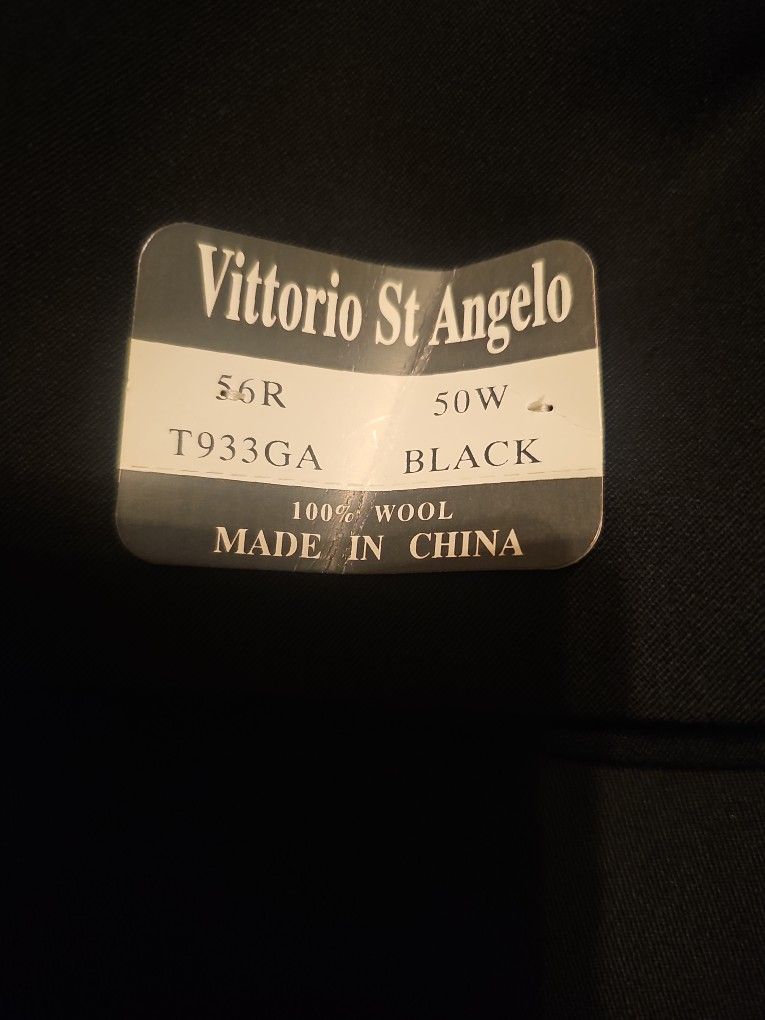 Vittorio St Angelo
56R 50W
T933GA BLACK
100% WOOL
MADE IN CHINA